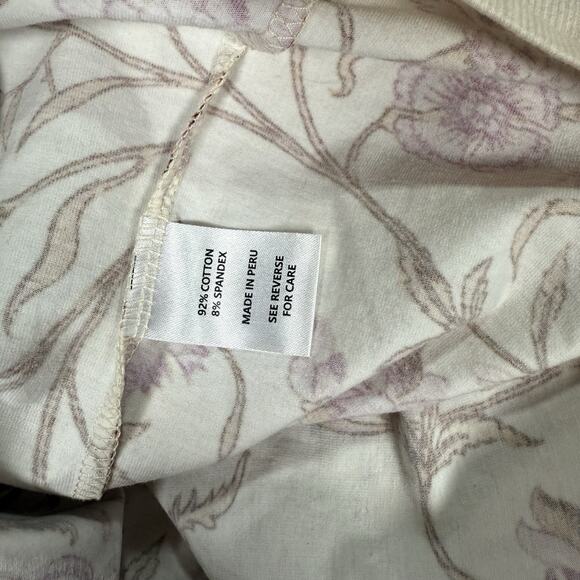 92% COTTON
8% SPANDEX
MADE IN PERU
SEE REVERSE
FOR CARE